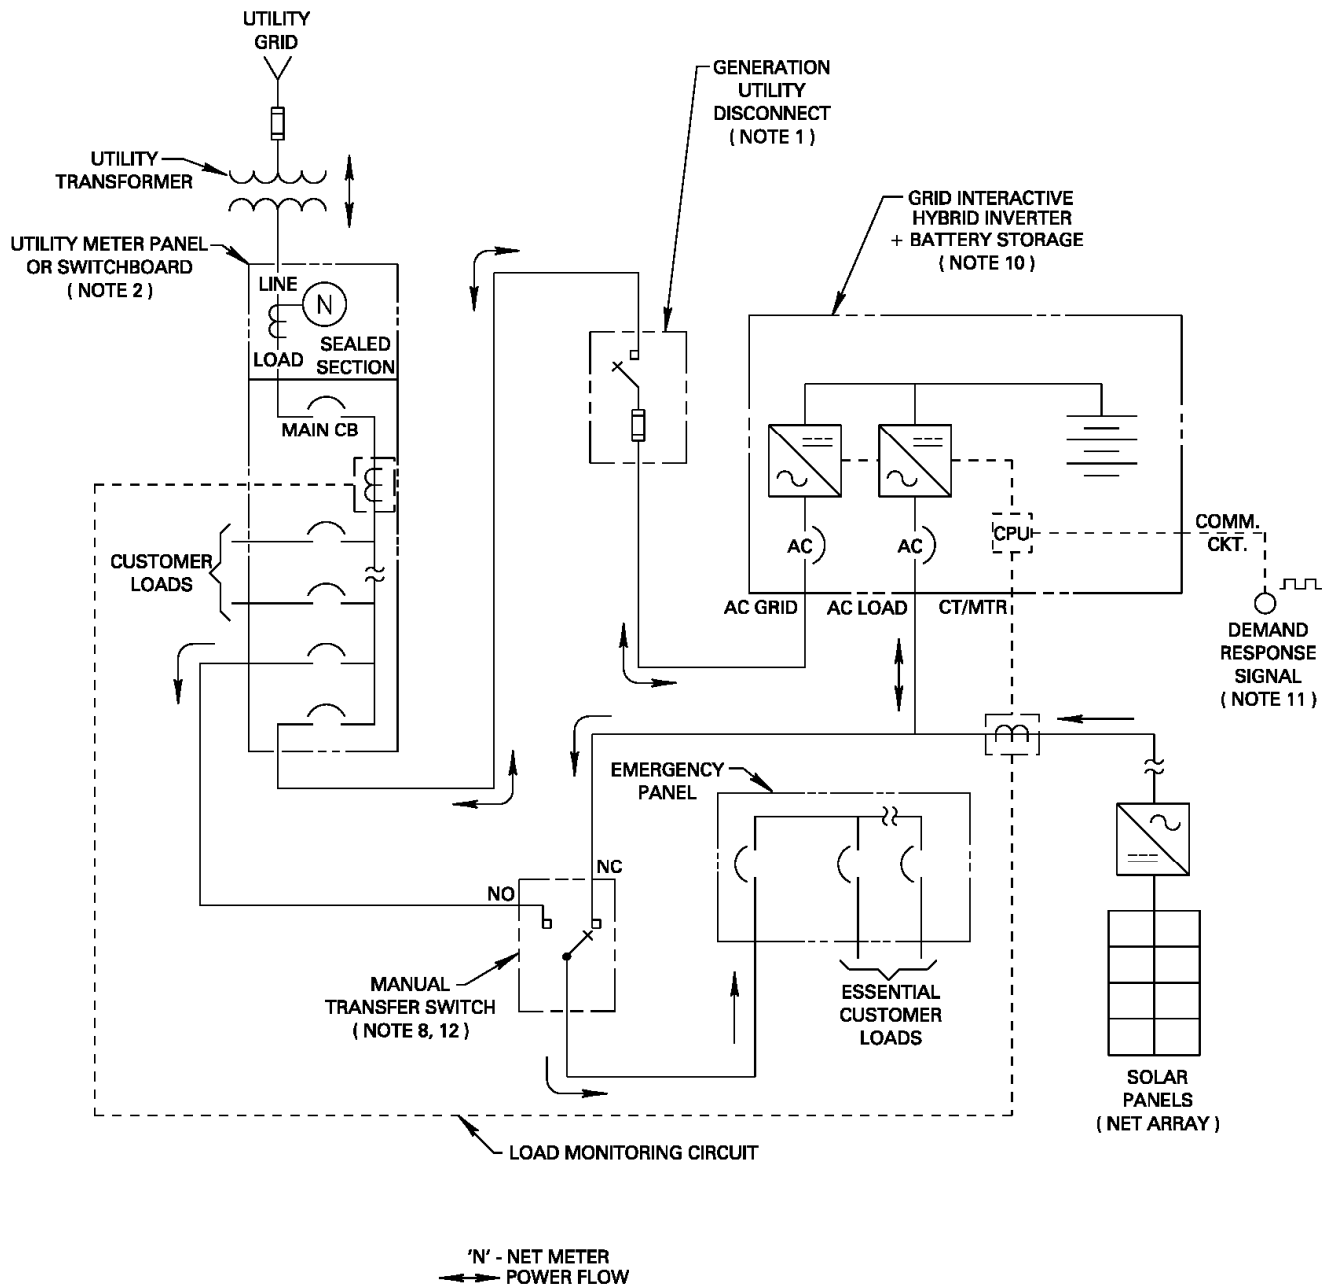 UTILITY
GRID
GENERATION
UTILITY
DISCONNECT
( NOTE 1 )
UTILITY
TRANSFORMER
GRID INTERACTIVE
HYBRID INVERTER
+ BATTERY STORAGE
( NOTE 10 )
UTILITY METER PANEL
OR SWITCHBOARD
( NOTE 2 )
LINE
N
LOAD
SEALED
SECTION
MAIN CB
CUSTOMER
LOADS
AC
AC
CPU
COMM.
CKT.
AC GRID
AC LOAD
CT/MTR
DEMAND
RESPONSE
SIGNAL
( NOTE 11 )
EMERGENCY
PANEL
NC
NO
MANUAL
TRANSFER SWITCH
( NOTE 8, 12 )
ESSENTIAL
CUSTOMER
LOADS
SOLAR
PANELS
( NET ARRAY )
LOAD MONITORING CIRCUIT
'N' - NET METER
POWER FLOW